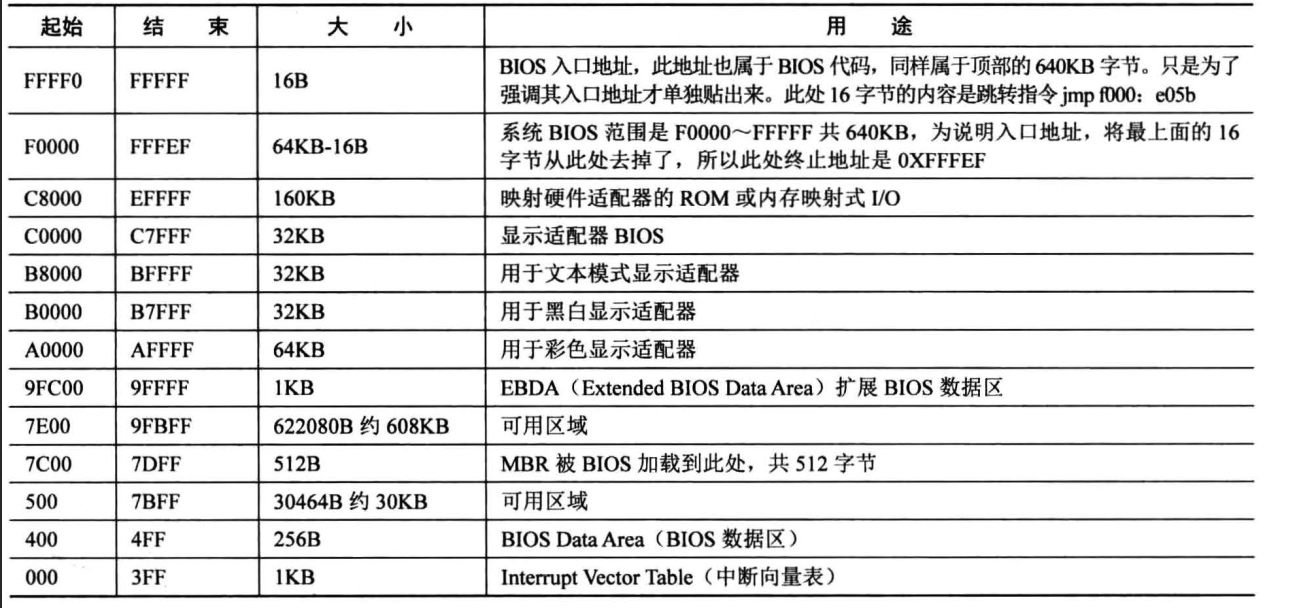 起始 结 束 大 小 用 途
FFFF0 FFFFF 16B BIOS 入口地址，此地址也属于 BIOS 代码，同样属于顶部的 640KB 字节。只是为了
强调其入口地址才单独贴出来。此处 16 字节的内容是跳转指令 jmp f000：e05b
F0000 FFFEF 64KB-16B 系统 BIOS 范围是 F0000～FFFFF 共 640KB，为说明入口地址，将最上面的 16
字节从此处去掉了，所以此处终止地址是 0XFFFEF
C8000 EFFFF 160KB 映射硬件适配器的 ROM 或内存映射式 I/O
C0000 C7FFF 32KB 显示适配器 BIOS
B8000 BFFFF 32KB 用于文本模式显示适配器
B0000 B7FFF 32KB 用于黑白显示适配器
A0000 AFFFF 64KB 用于彩色显示适配器
9FC00 9FFFF 1KB EBDA（Extended BIOS Data Area）扩展 BIOS 数据区
7E00 9FBFF 622080B 约 608KB 可用区域
7C00 7DFF 512B MBR 被 BIOS 加载到此处，共 512 字节
500 7BFF 30464B 约 30KB 可用区域
400 4FF 256B BIOS Data Area（BIOS 数据区）
000 3FF 1KB Interrupt Vector Table（中断向量表）